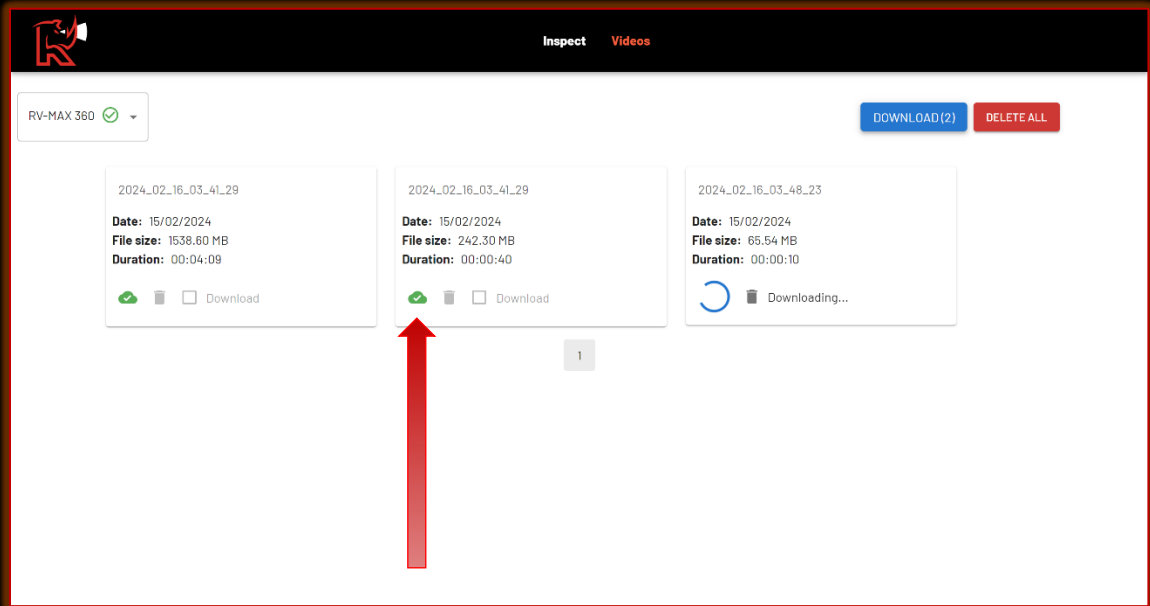 Inspect Videos
RV-MAX 360
DOWNLOAD (2) DELETE ALL
2024_02_16_03_41_29
Date: 15/02/2024
File size: 1538.60 MB
Duration: 00:04:09
Download
2024_02_16_03_41_29
Date: 15/02/2024
File size: 242.30 MB
Duration: 00:00:40
Download
2024_02_16_03_48_23
Date: 15/02/2024
File size: 65.54 MB
Duration: 00:00:10
Downloading...
1